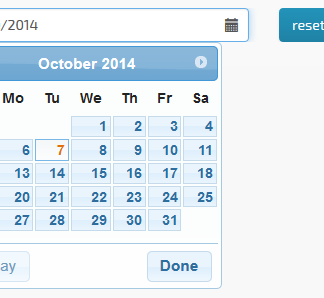 /2014
reset
October 2014
Mo Tu We Th Fr Sa
1 2 3 4
6 7 8 9 10 11
13 14 15 16 17 18
20 21 22 23 24 25
27 28 29 30 31
ay Done